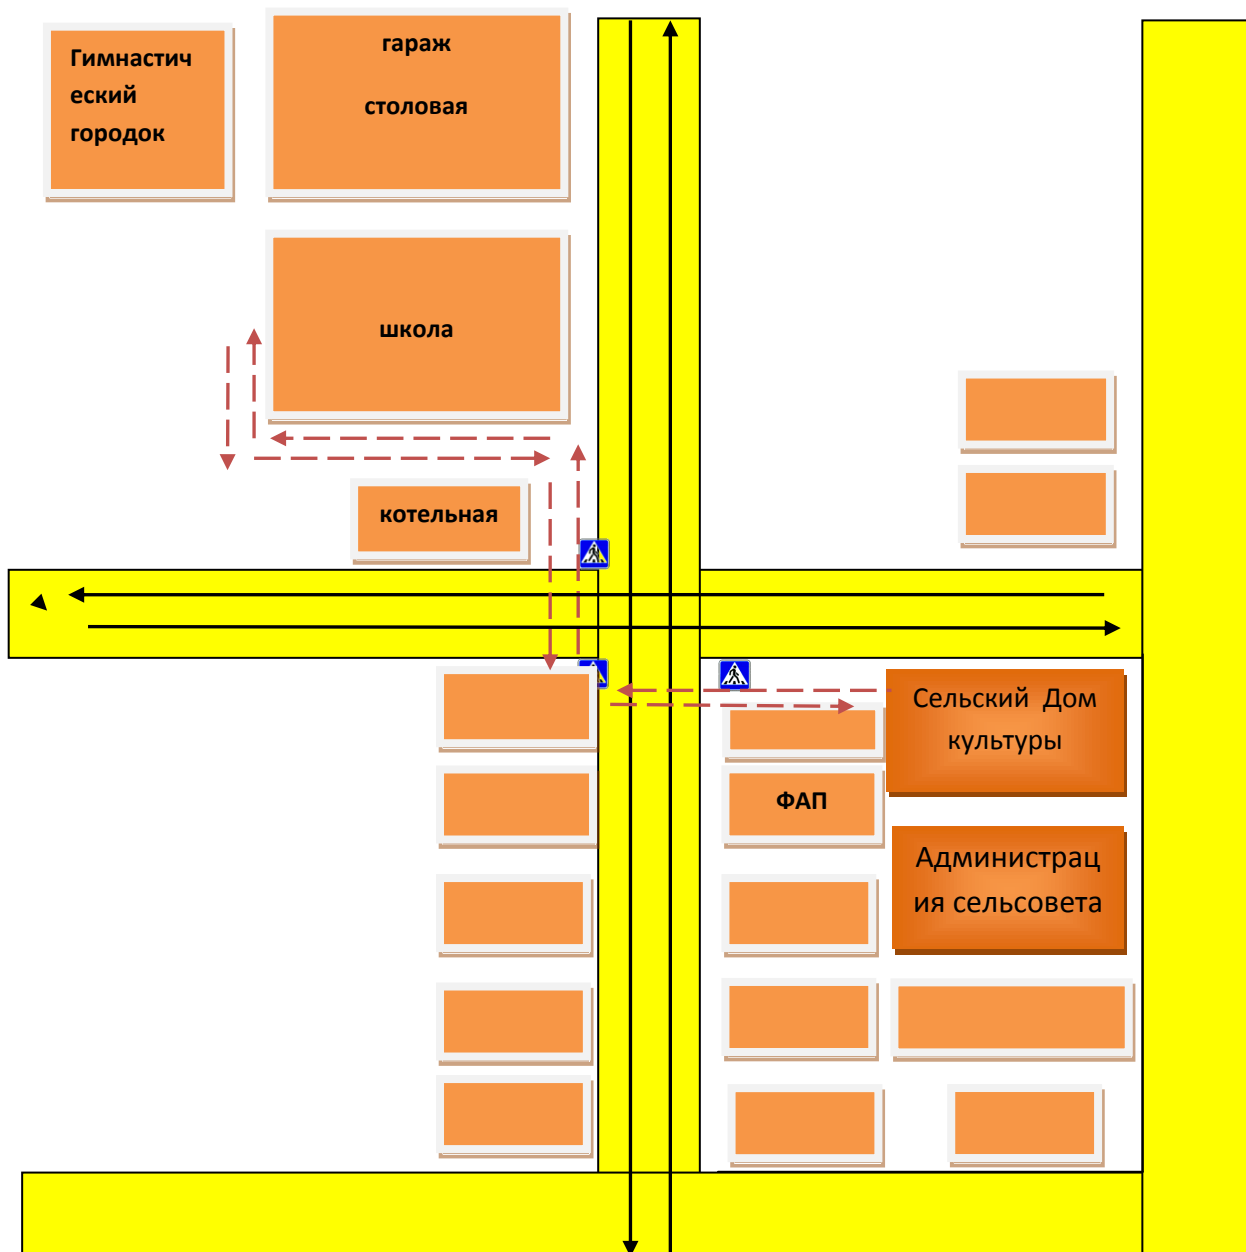 Гимнастич
еский
городок
гараж
столовая
школа
котельная
Сельский Дом
культуры
ФАП
Администрац
ия сельсовета